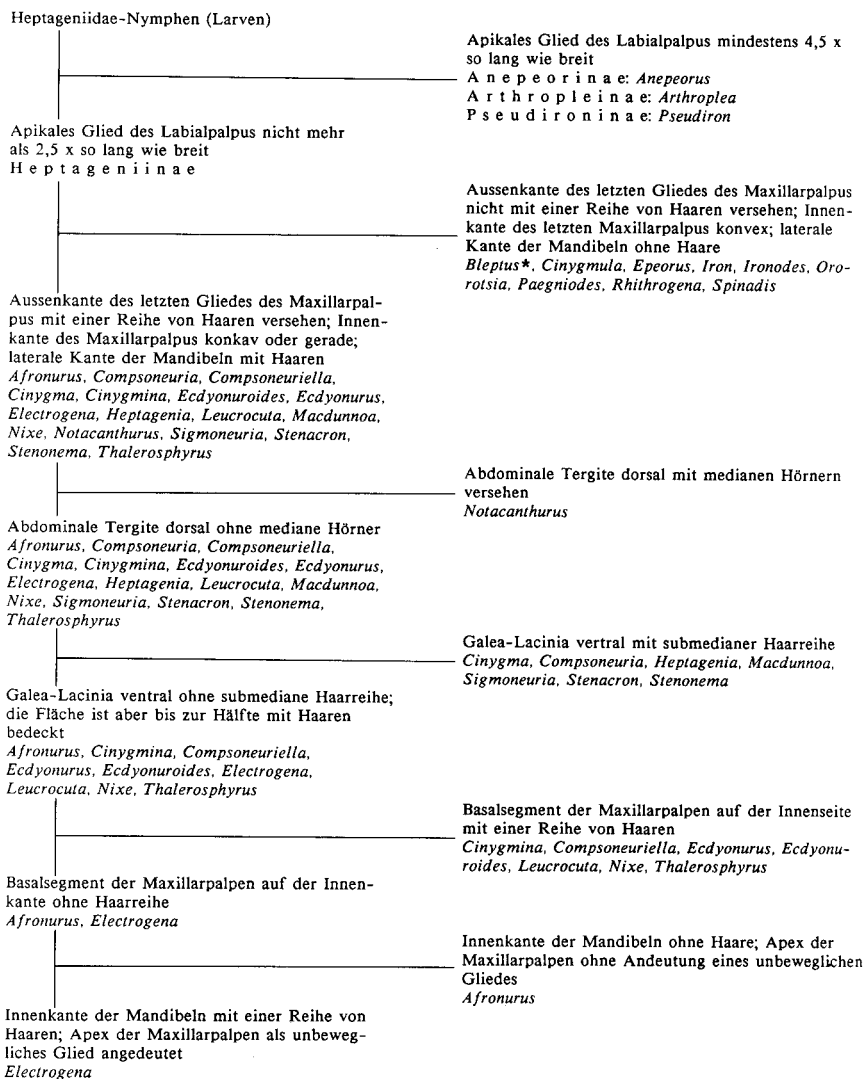 Heptageniidae-Nymphen (Larven)
Apikales Glied des Labialpalpus mindestens 4,5 x
so lang wie breit
A n e p e o r i n a e: Anepeorus
A r t h r o p l e i n a e: Arthroplea
P s e u d i r o n i n a e: Pseudiron
Apikales Glied des Labialpalpus nicht mehr
als 2,5 x so lang wie breit
H e p t a g e n i i n a e
Aussenkante des letzten Gliedes des Maxillarpalpus
nicht mit einer Reihe von Haaren versehen; Innen-
kante des letzten Maxillarpalpus konvex; laterale
Kante der Mandibeln ohne Haare
Bleptus*, Cinygmula, Epeorus, Iron, Ironodes, Oro-
rotsia, Paegniodes, Rhithrogena, Spinadis
Aussenkante des letzten Gliedes des Maxillarpal-
pus mit einer Reihe von Haaren versehen; Innen-
kante des Maxillarpalpus konkav oder gerade;
laterale Kante der Mandibeln mit Haaren
Afronurus, Compsoneuria, Compsoneuriella,
Cinygma, Cinygmina, Ecdyonuroides, Ecdyonurus,
Electrogena, Heptagenia, Leucrocuta, Macdunnoa,
Nixe, Notacanthurus, Sigmoneuria, Stenacron,
Stenonema, Thalerosphyrus
Abdominale Tergite dorsal mit medianen Hörnern
versehen
Notacanthurus
Abdominale Tergite dorsal ohne mediane Hörner
Afronurus, Compsoneuria, Compsoneuriella,
Cinygma, Cinygmina, Ecdyonuroides, Ecdyonurus,
Electrogena, Heptagenia, Leucrocuta, Macdunnoa,
Nixe, Sigmoneuria, Stenacron, Stenonema,
Thalerosphyrus
Galea-Lacinia vertral mit submedianer Haarreihe
Cinygma, Compsoneuria, Heptagenia, Macdunnoa,
Sigmoneuria, Stenacron, Stenonema
Galea-Lacinia ventral ohne submediane Haarreihe;
die Fläche ist aber bis zur Hälfte mit Haaren
bedeckt
Afronurus, Cinygmina, Compsoneuriella,
Ecdyonurus, Ecdyonuroides, Electrogena,
Leucrocuta, Nixe, Thalerosphyrus
Basalsegment der Maxillarpalpen auf der Innenseite
mit einer Reihe von Haaren
Cinygmina, Compsoneuriella, Ecdyonurus, Ecdyonu-
roides, Leucrocuta, Nixe, Thalerosphyrus
Basalsegment der Maxillarpalpen auf der Innen-
kante ohne Haarreihe
Afronurus, Electrogena
Innenkante der Mandibeln ohne Haare; Apex der
Maxillarpalpen ohne Andeutung eines unbeweglichen
Gliedes
Afronurus
Innenkante der Mandibeln mit einer Reihe von
Haaren; Apex der Maxillarpalpen als unbeweg-
liches Glied angedeutet
Electrogena